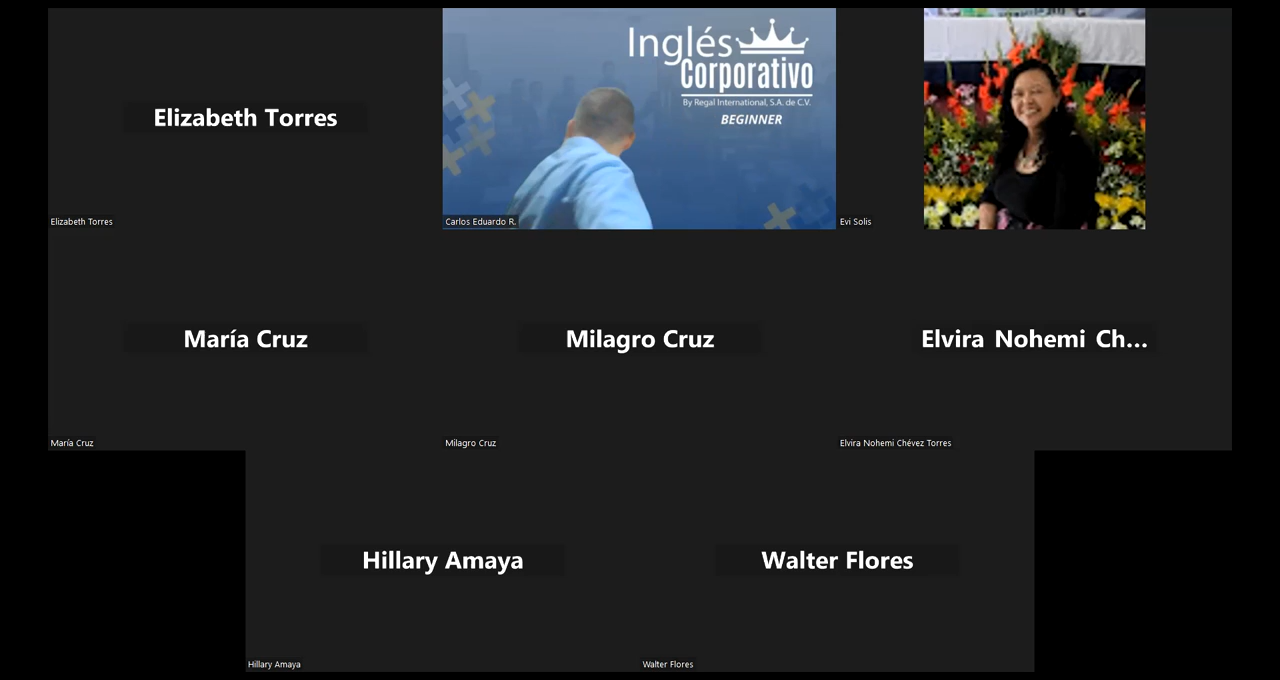 Elizabeth Torres
Elizabeth Torres
Inglés
Corporativo
By Regal International, S.A. de C.V.
BEGINNER
Carlos Eduardo R.
Evi Solis
María Cruz
María Cruz
Milagro Cruz
Milagro Cruz
Elvira Nohemi Ch...
Elvira Nohemi Chévez Torres
Hillary Amaya
Hillary Amaya
Walter Flores
Walter Flores